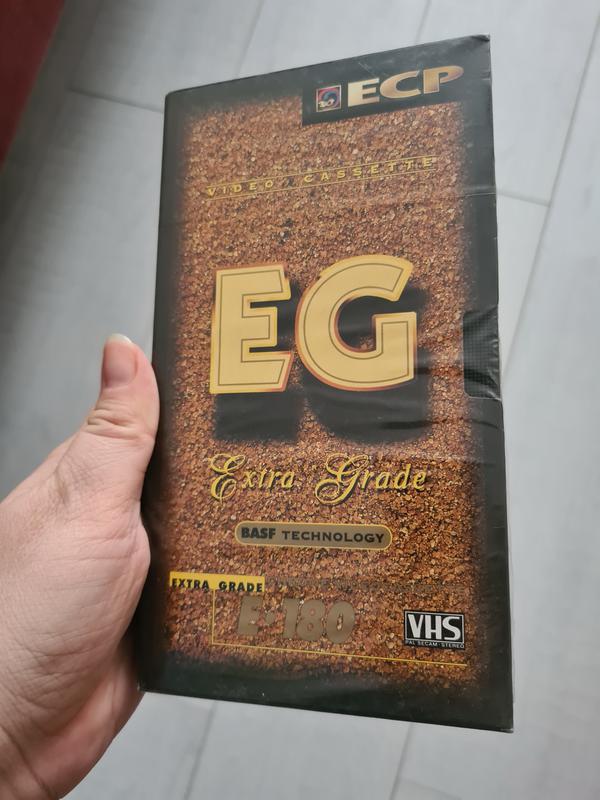 ECP
VIDEO CASSETTE
EG
Extra Grade
BASF TECHNOLOGY
EXTRA GRADE
E-180
VHS
PAL SECAM-STEREO